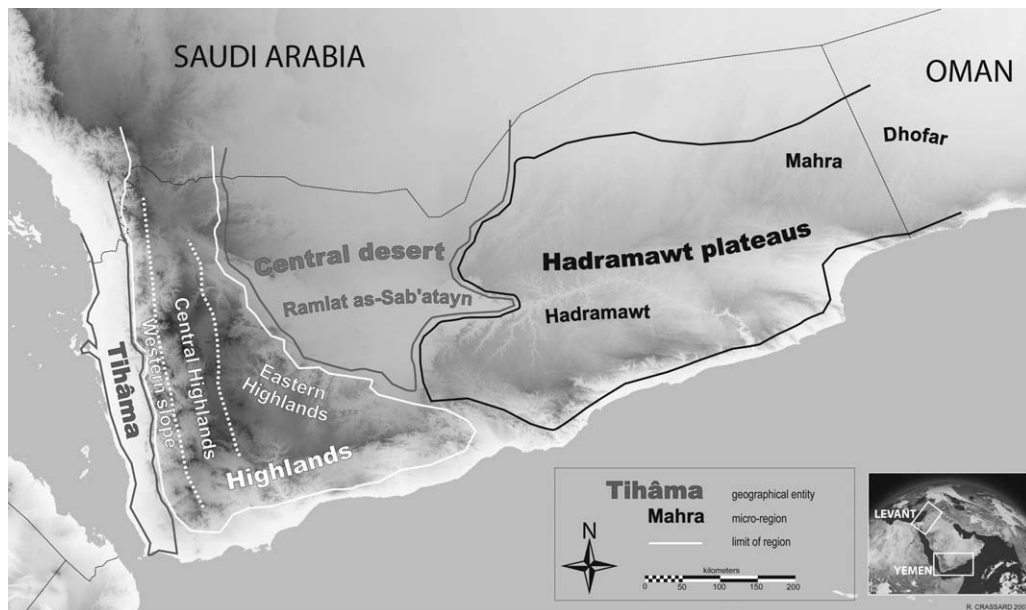 SAUDI ARABIA
OMAN
Dhofar
Mahra
Central desert
Hadramawt plateaus
Ramlat as-Sab'atayn
Hadramawt
Tihâma
Western slope
Central Highlands
Eastern
Highlands
Highlands
Tihâma geographical entity
Mahra micro-region
limit of region
N
kilometers
0 50 100 150 200
LEVANT
YEMEN
R. CRASSARD